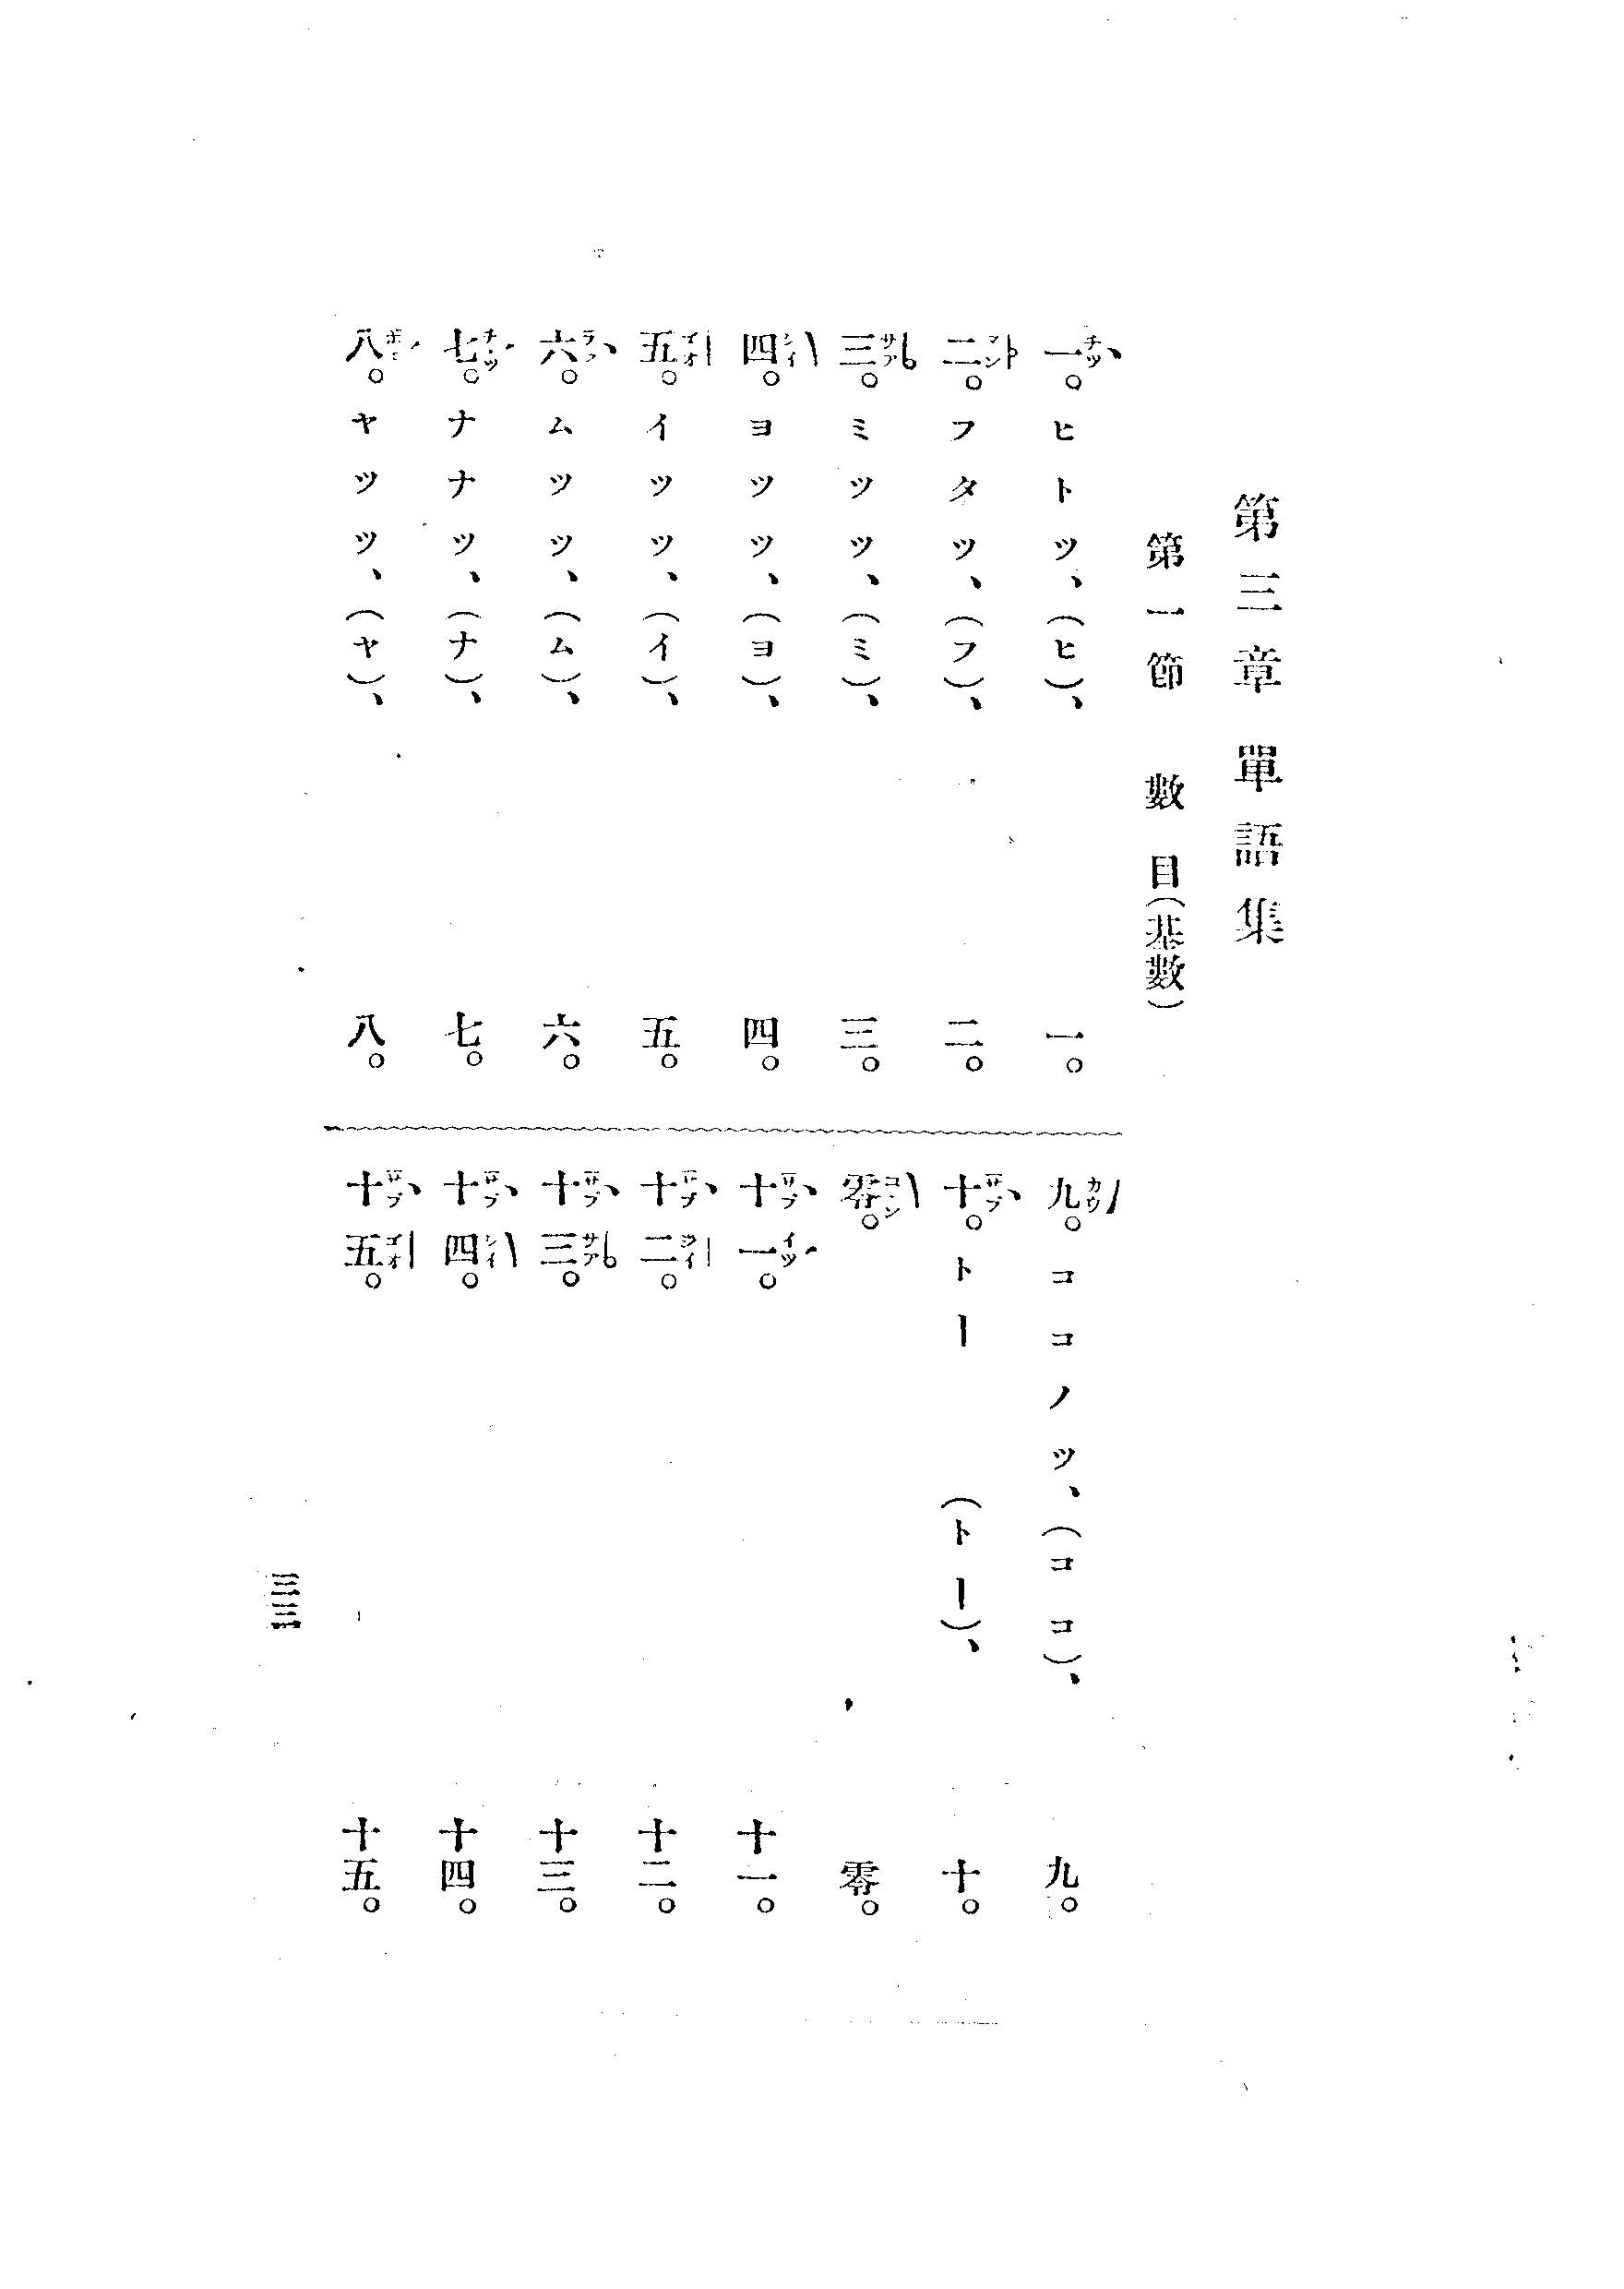 第三章 單語集
第一節 數目(基數)
一。ヒトツ、(ヒ)、 一。
二。フタツ、(フ)、 二。
三。ミツツ、(ミ)、 三。
四。ヨツツ、(ヨ)、 四。
五。イツツ、(イ)、 五。
六。ムツツ、(ム)、 六。
七。ナナツ、(ナ)、 七。
八。ヤツツ、(ヤ)、 八。
九。ココノツ、(ココ)、 九。
十。トー (トー)、 十。
零。 零。
十一。 十一。
十二。 十二。
十三。 十三。
十四。 十四。
十五。 十五。
三三